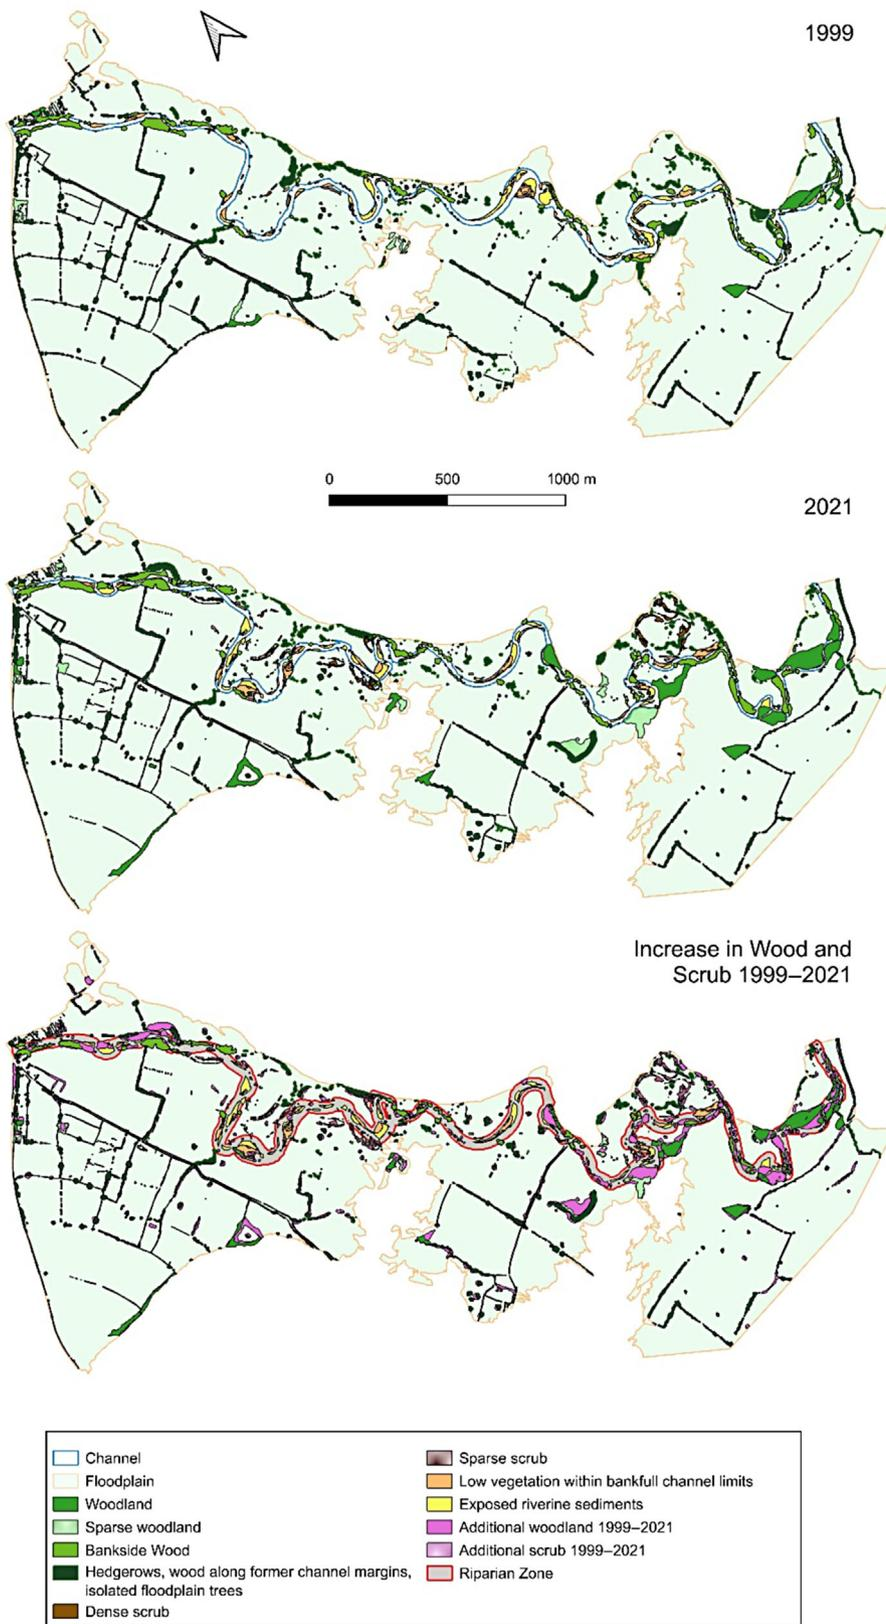 1999
0 500 1000 m
2021
Increase in Wood and
Scrub 1999–2021
Channel
Floodplain
Woodland
Sparse woodland
Bankside Wood
Hedgerows, wood along former channel margins,
isolated floodplain trees
Dense scrub
Sparse scrub
Low vegetation within bankfull channel limits
Exposed riverine sediments
Additional woodland 1999–2021
Additional scrub 1999–2021
Riparian Zone